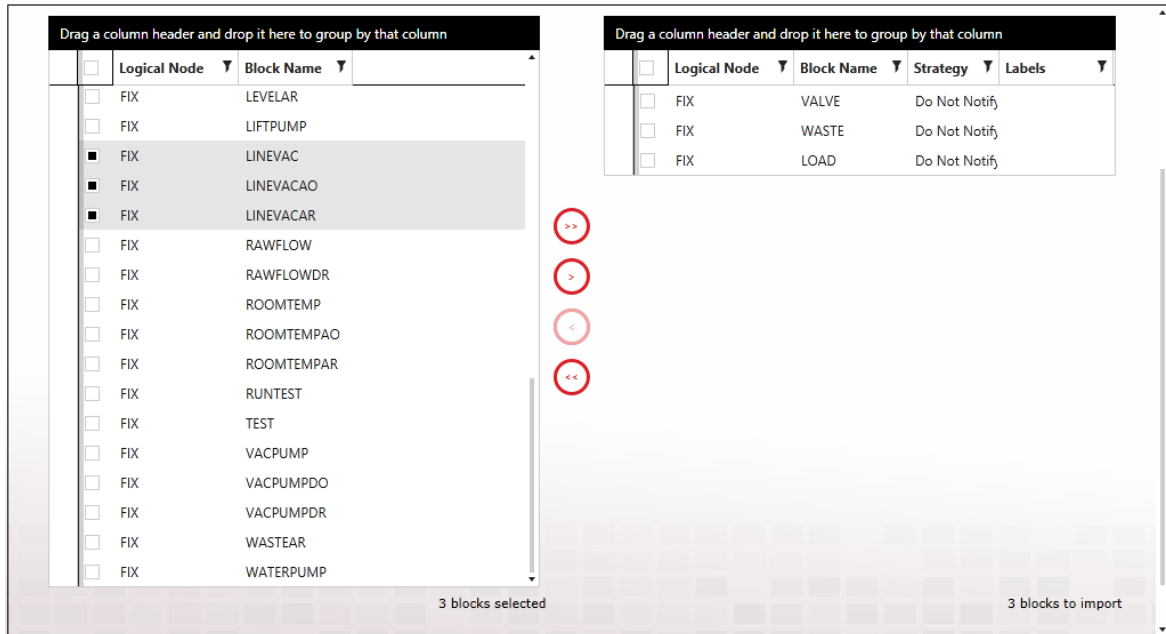 Drag a column header and drop it here to group by that column
Logical Node Block Name
FIX LEVELAR
FIX LIFTPUMP
FIX LINEVAC
FIX LINEVACAO
FIX LINEVACAR
FIX RAWFLOW
FIX RAWFLOWDR
FIX ROOMTEMP
FIX ROOMTEMPAO
FIX ROOMTEMPAR
FIX RUNTEST
FIX TEST
FIX VACPUMP
FIX VACPUMPDO
FIX VACPUMPDR
FIX WASTEAR
FIX WATERPUMP
3 blocks selected
>>
>
<
<<
Drag a column header and drop it here to group by that column
Logical Node Block Name Strategy Labels
FIX VALVE Do Not Notify
FIX WASTE Do Not Notify
FIX LOAD Do Not Notify
3 blocks to import